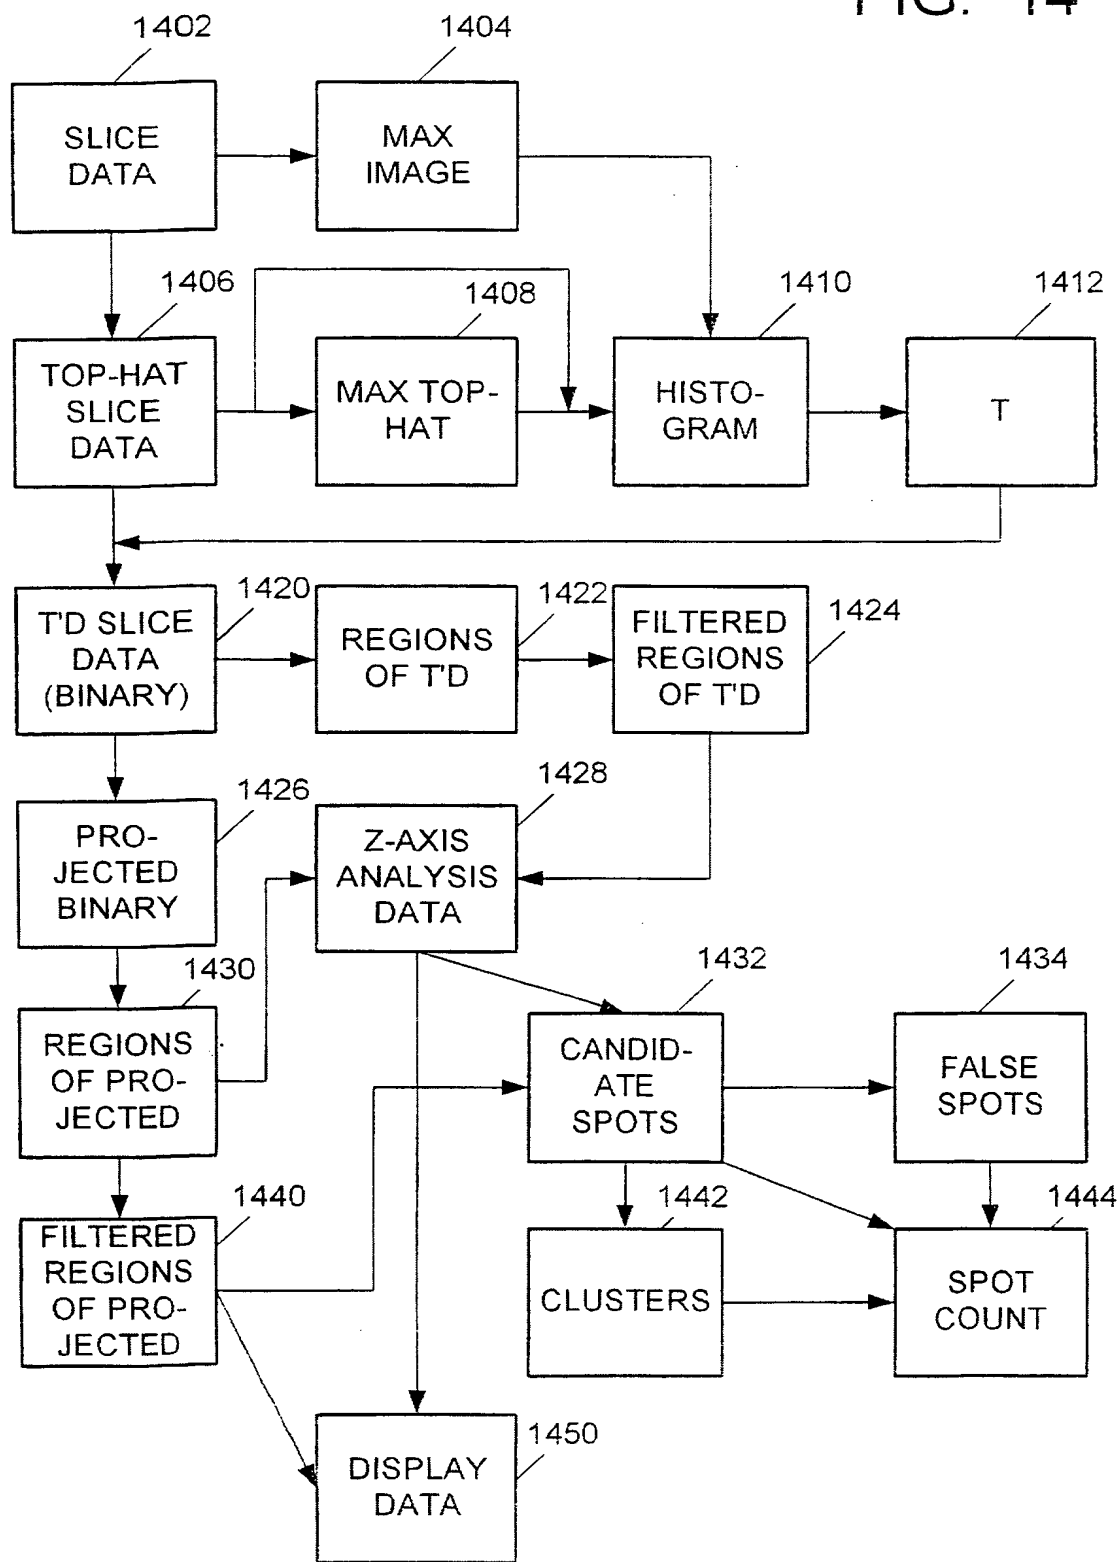 FIG. 14
1402
1404
SLICE
DATA
MAX
IMAGE
1406
1408
1410
1412
TOP-HAT
SLICE
DATA
MAX TOP-
HAT
HISTO-
GRAM
T
1420
1422
1424
T'D SLICE
DATA
(BINARY)
REGIONS
OF T'D
FILTERED
REGIONS
OF T'D
1426
1428
PRO-
JECTED
BINARY
Z-AXIS
ANALYSIS
DATA
1430
1432
1434
REGIONS
OF PRO-
JECTED
CANDID-
ATE
SPOTS
FALSE
SPOTS
1440
1442
1444
FILTERED
REGIONS
OF PRO-
JECTED
CLUSTERS
SPOT
COUNT
1450
DISPLAY
DATA